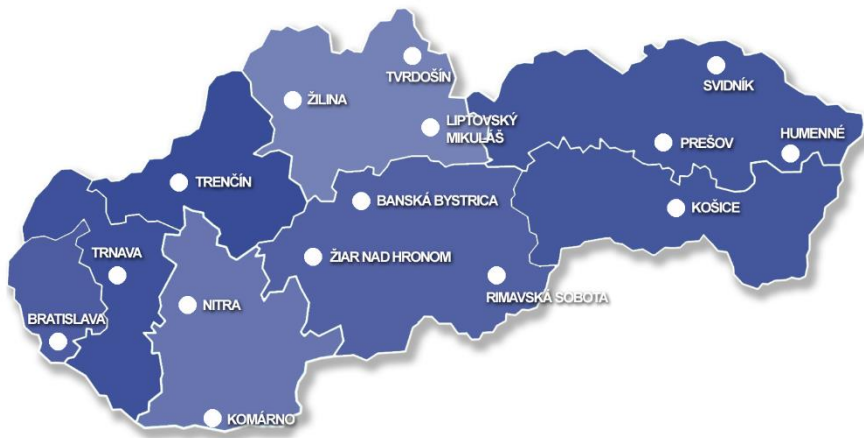 TVRDOŠÍN
SVIDNÍK
ŽILINA
LIPTOVSKÝ
MIKULÁŠ
PREŠOV
HUMENNÉ
TRENČÍN
BANSKÁ BYSTRICA
KOŠICE
TRNAVA
ŽIAR NAD HRONOM
RIMAVSKÁ SOBOTA
NITRA
BRATISLAVA
KOMÁRNO